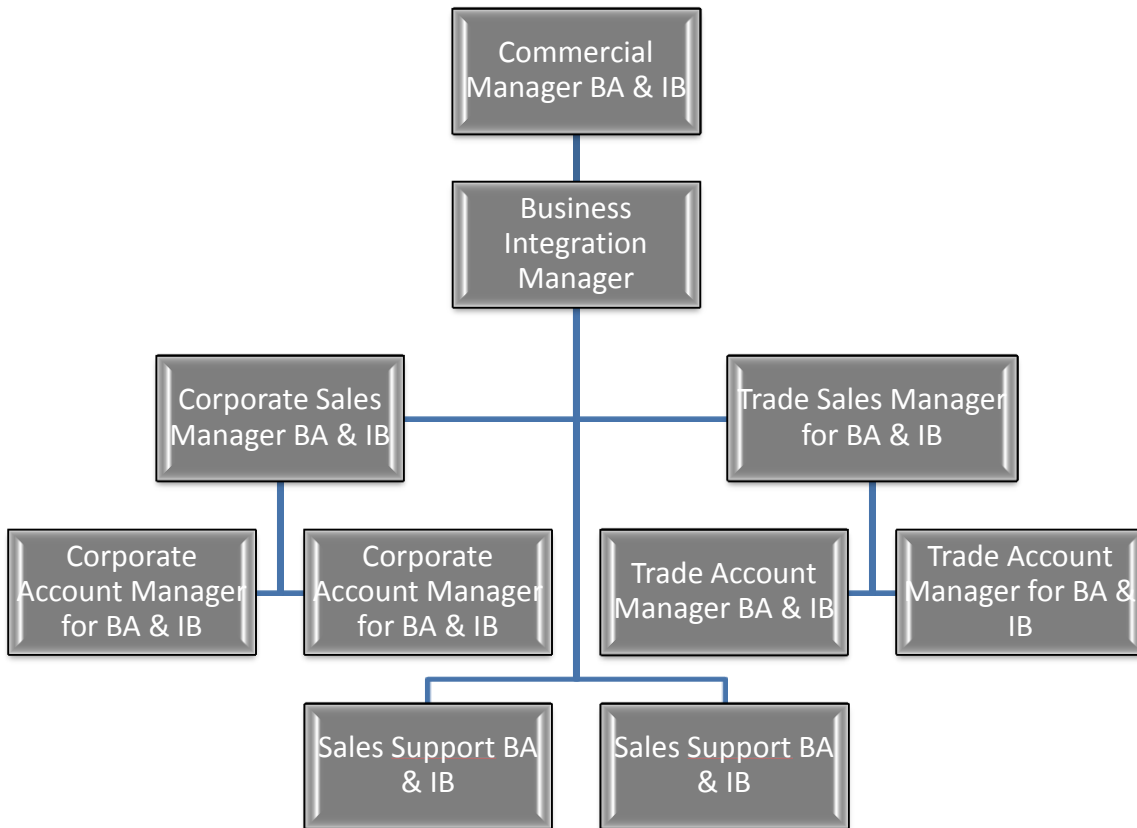 Commercial
Manager BA & IB
Business
Integration
Manager
Corporate Sales
Manager BA & IB
Trade Sales Manager
for BA & IB
Corporate
Account Manager
for BA & IB
Corporate
Account Manager
for BA & IB
Trade Account
Manager BA & IB
Trade Account
Manager for BA &
IB
Sales Support BA
& IB
Sales Support BA
& IB